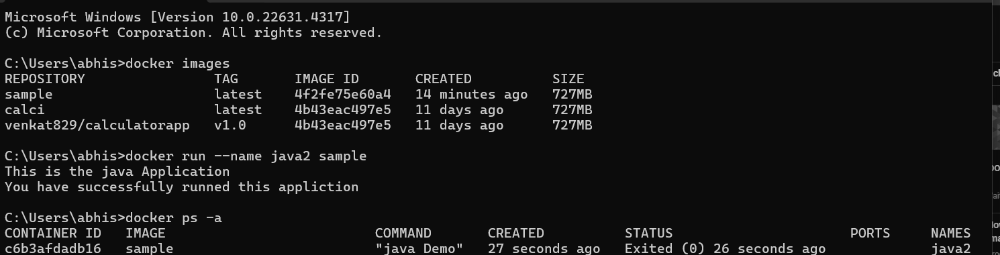 Microsoft Windows [Version 10.0.22631.4317]
(c) Microsoft Corporation. All rights reserved.
C:\Users\abhis>docker images
REPOSITORY TAG IMAGE ID CREATED SIZE
sample latest 4f2fe75e60a4 14 minutes ago 727MB
calci latest 4b43eac497e5 11 days ago 727MB
venkat829/calculatorapp v1.0 4b43eac497e5 11 days ago 727MB
C:\Users\abhis>docker run --name java2 sample
This is the java Application
You have successfully runned this appliction
C:\Users\abhis>docker ps -a
CONTAINER ID IMAGE COMMAND CREATED STATUS PORTS NAMES
c6b3afdadb16 sample "java Demo" 27 seconds ago Exited (0) 26 seconds ago java2